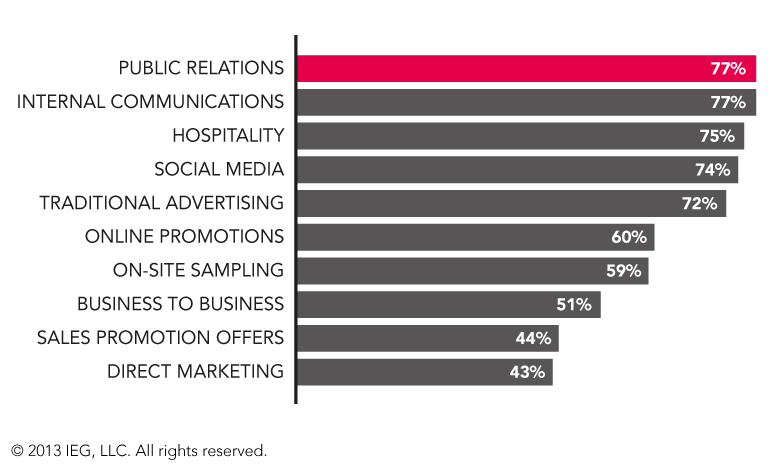 PUBLIC RELATIONS 77%
INTERNAL COMMUNICATIONS 77%
HOSPITALITY 75%
SOCIAL MEDIA 74%
TRADITIONAL ADVERTISING 72%
ONLINE PROMOTIONS 60%
ON-SITE SAMPLING 59%
BUSINESS TO BUSINESS 51%
SALES PROMOTION OFFERS 44%
DIRECT MARKETING 43%
© 2013 IEG, LLC. All rights reserved.